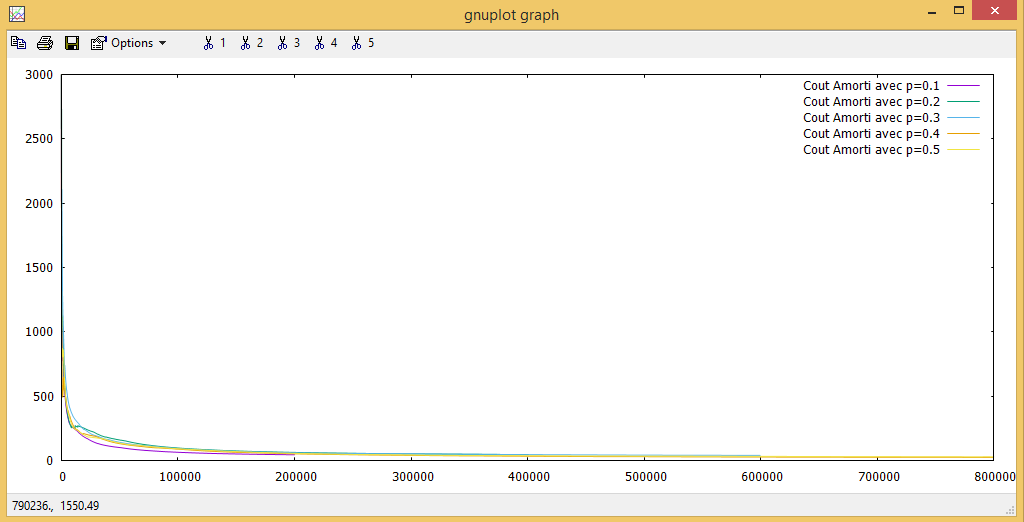 gnuplot graph
Options 1 2 3 4 5
Cout Amorti avec p=0.1
Cout Amorti avec p=0.2
Cout Amorti avec p=0.3
Cout Amorti avec p=0.4
Cout Amorti avec p=0.5
3000
2500
2000
1500
1000
500
0
0 100000 200000 300000 400000 500000 600000 700000 800000
790236., 1550.49